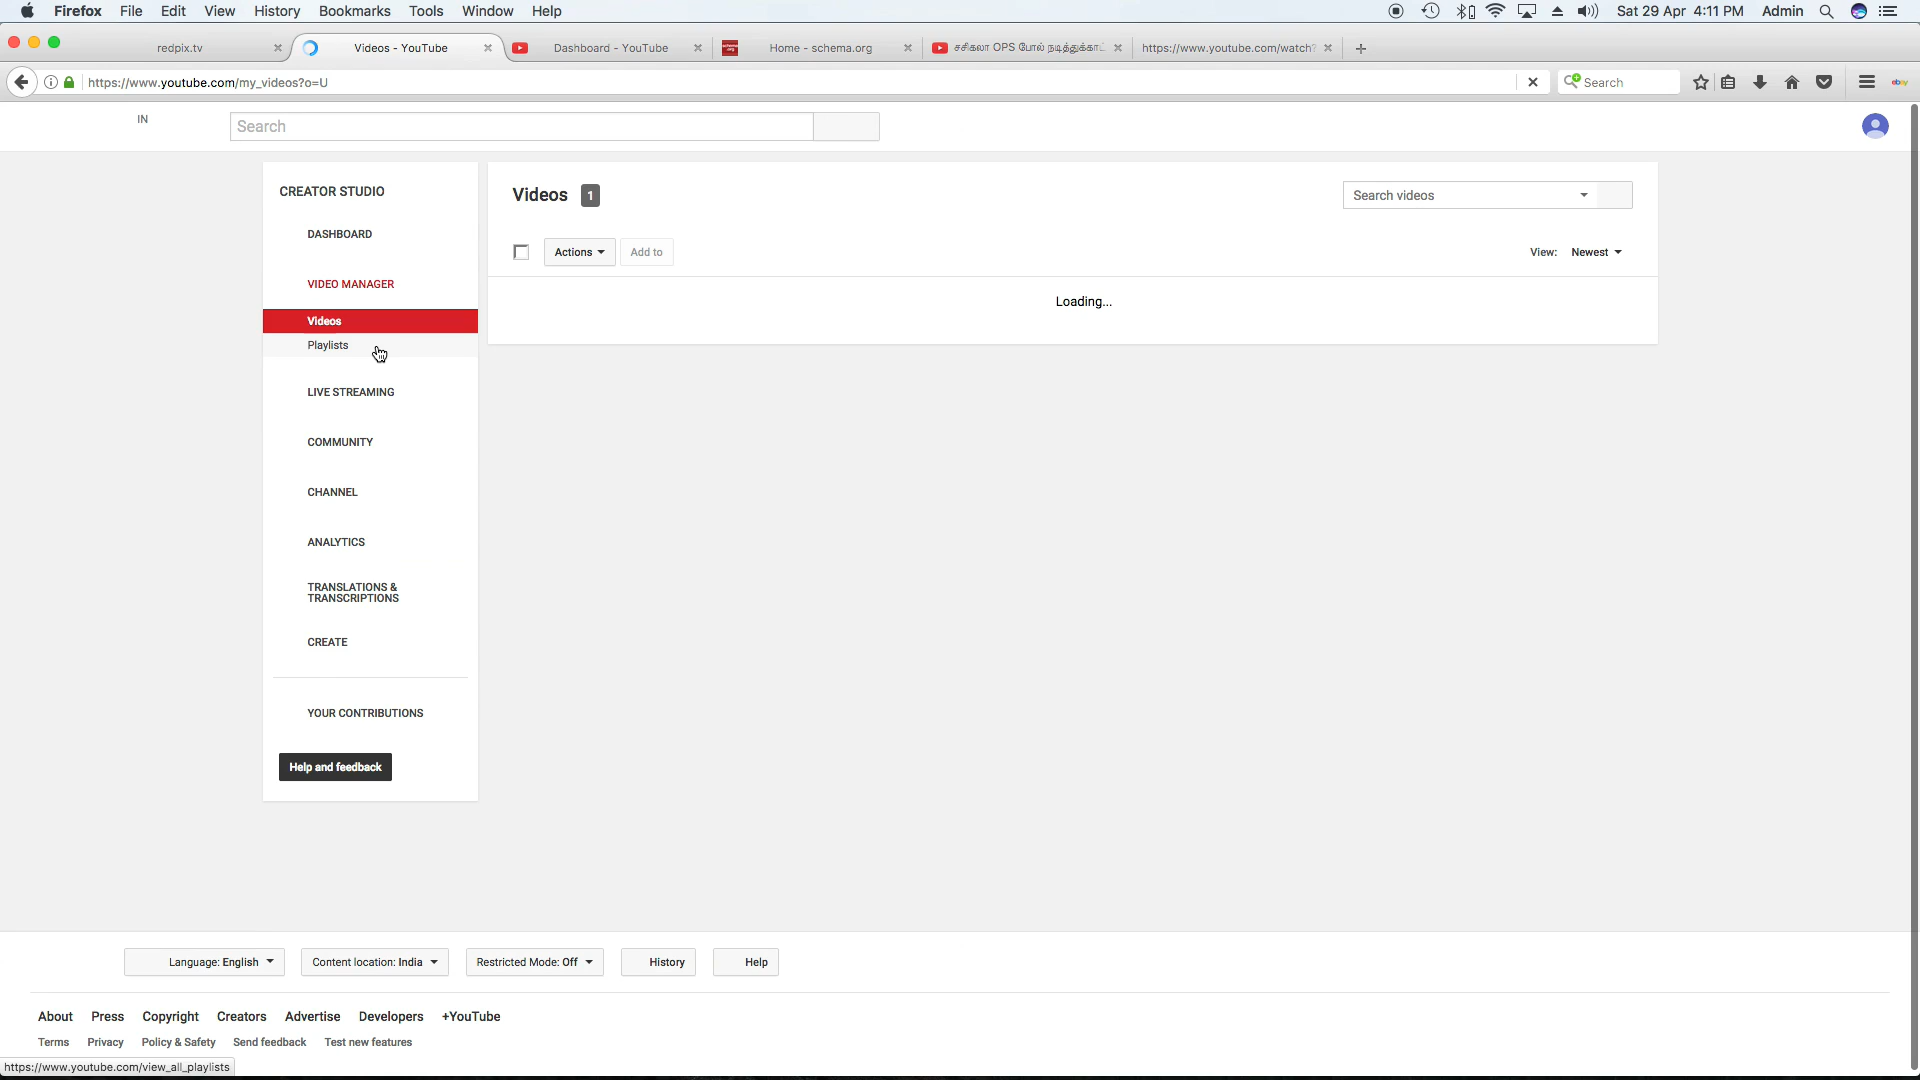 Firefox File Edit View History Bookmarks Tools Window Help Sat 29 Apr 4:11 PM Admin
redpix.tv Videos - YouTube Dashboard - YouTube Home - schema.org சசிகலா OPS போல் நடித்துக்காட் https://www.youtube.com/watch?
https://www.youtube.com/my_videos?o=U Search
IN Search
CREATOR STUDIO
DASHBOARD
VIDEO MANAGER
Videos
Playlists
LIVE STREAMING
COMMUNITY
CHANNEL
ANALYTICS
TRANSLATIONS &
TRANSCRIPTIONS
CREATE
YOUR CONTRIBUTIONS
Help and feedback
Videos 1 Search videos
Actions Add to View: Newest
Loading...
Language: English Content location: India Restricted Mode: Off History Help
About Press Copyright Creators Advertise Developers +YouTube
Terms Privacy Policy & Safety Send feedback Test new features
https://www.youtube.com/view_all_playlists